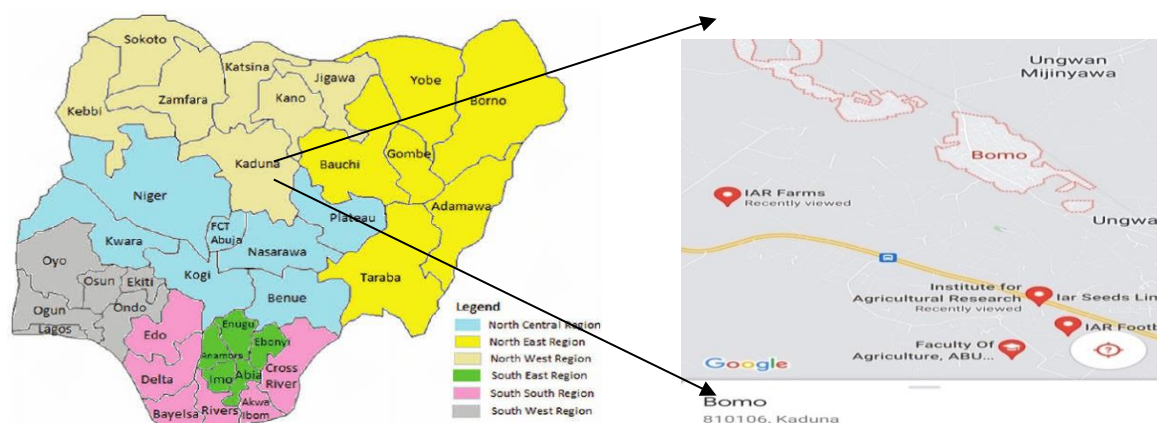 Sokoto
Katsina
Jigawa
Yobe
Borno
Zamfara
Kano
Kebbi
Kaduna
Bauchi
Gombe
Niger
Adamawa
Plateau
FCT
Abuja
Kwara
Nasarawa
Oyo
Kogi
Taraba
Osun
Ekiti
Benue
Ogun
Ondo
Lagos
Edo
Enugu
Ebonyi
Anambra
Imo
Abia
Cross
River
Delta
Akwa
Ibom
Bayelsa
Rivers
Legend
North Central Region
North East Region
North West Region
South East Region
South South Region
South West Region
Ungwan
Mijinyawa
Bomo
IAR Farms
Recently viewed
Ungwa
Institute for
Agricultural Research
Recently viewed
Iar Seeds Lin
IAR Footb
Faculty Of
Agriculture, ABU...
Google
Bomo
810106, Kaduna